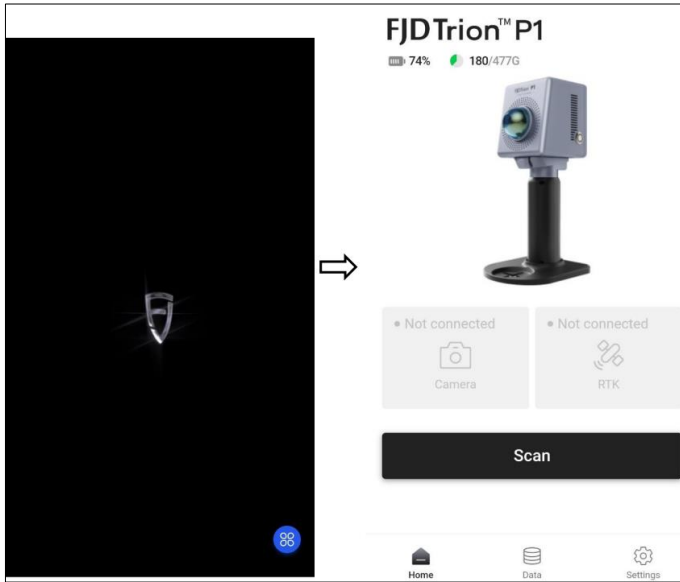 FJDTrion™ P1
74% 180/477G
• Not connected
Camera
• Not connected
RTK
Scan
Home Data Settings